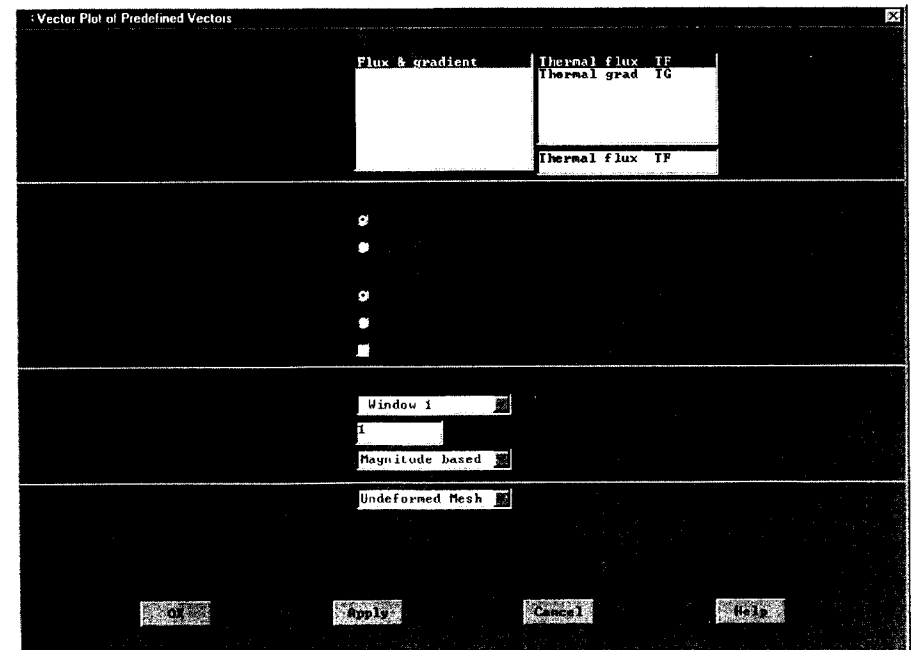 Vector Plot of Predefined Vectors
Flux & gradient
Thermal flux TF
Thermal grad TG
Thermal flux TF
Window 1
1
Magnitude based
Undeformed Mesh
OK
Apply
Cancel
Help